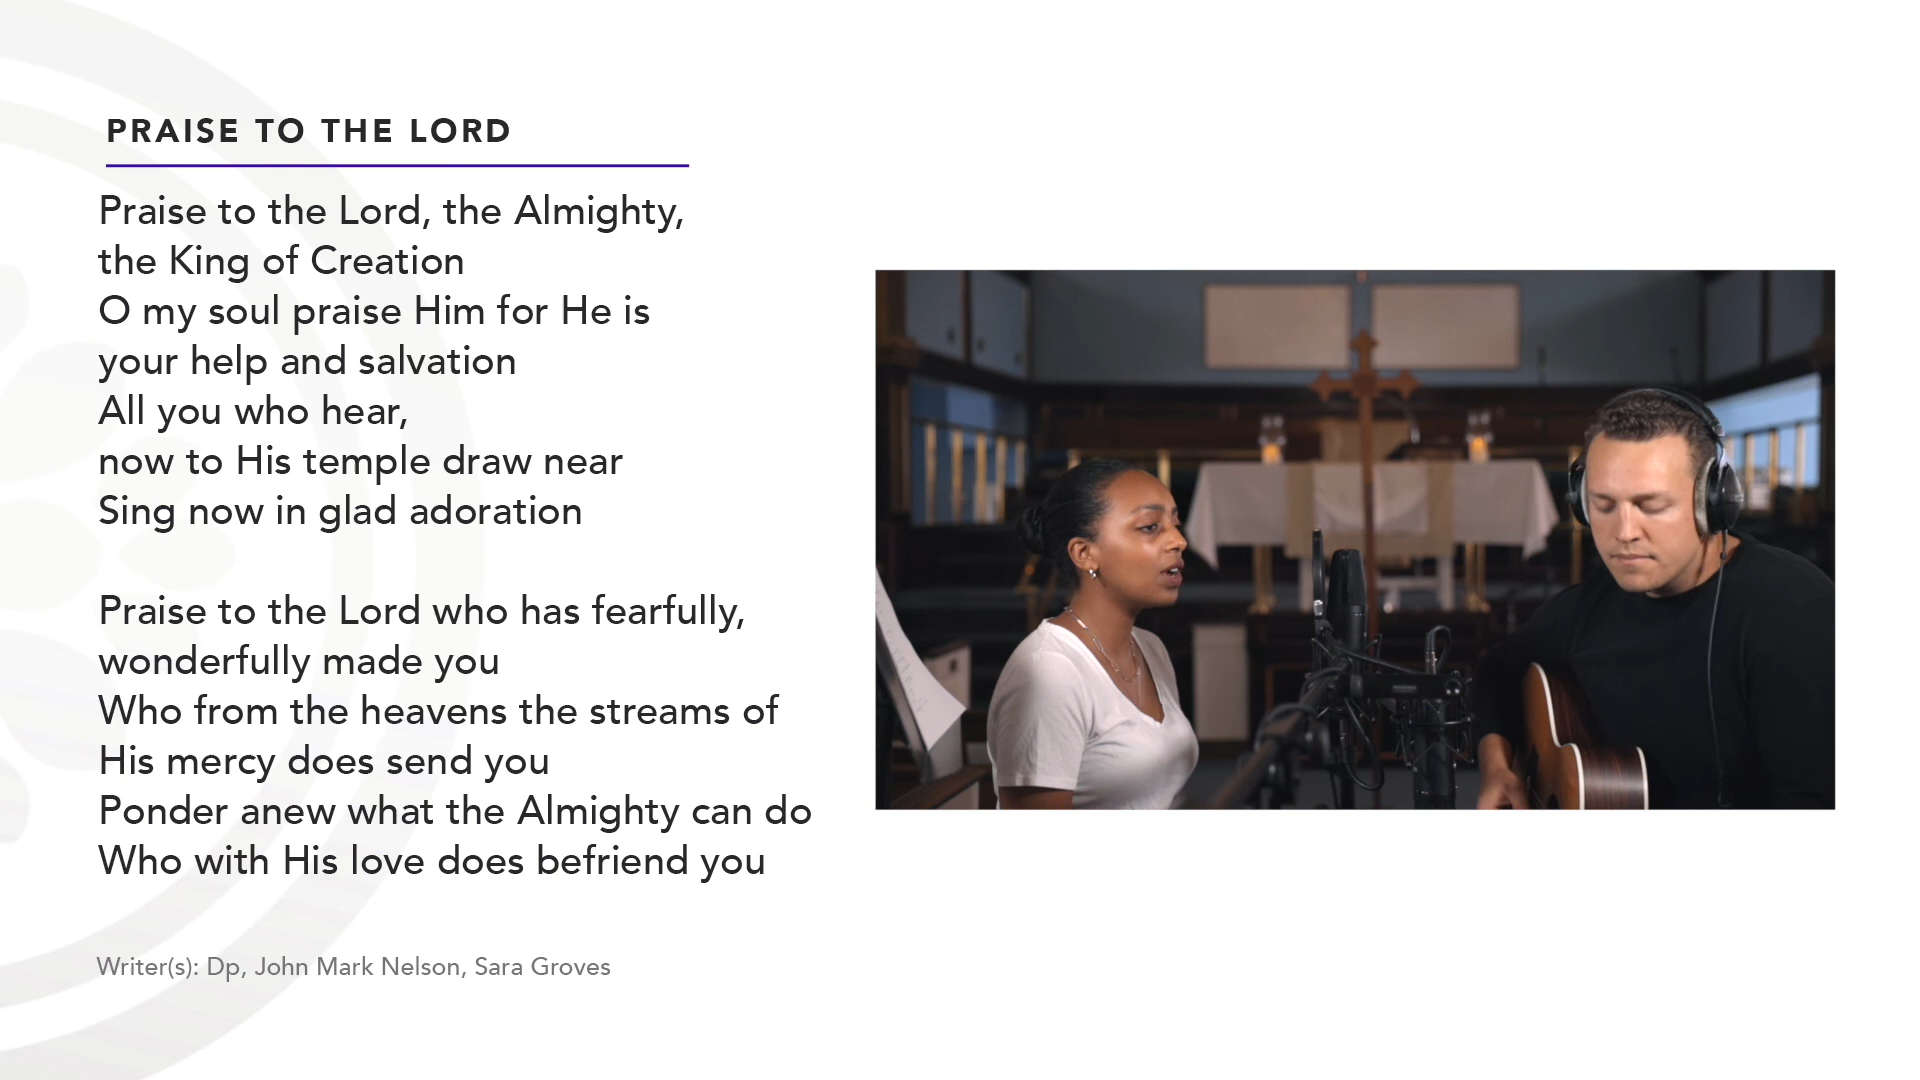 PRAISE TO THE LORD
Praise to the Lord, the Almighty,
the King of Creation
O my soul praise Him for He is
your help and salvation
All you who hear,
now to His temple draw near
Sing now in glad adoration
Praise to the Lord who has fearfully,
wonderfully made you
Who from the heavens the streams of
His mercy does send you
Ponder anew what the Almighty can do
Who with His love does befriend you
Writer(s): Dp, John Mark Nelson, Sara Groves